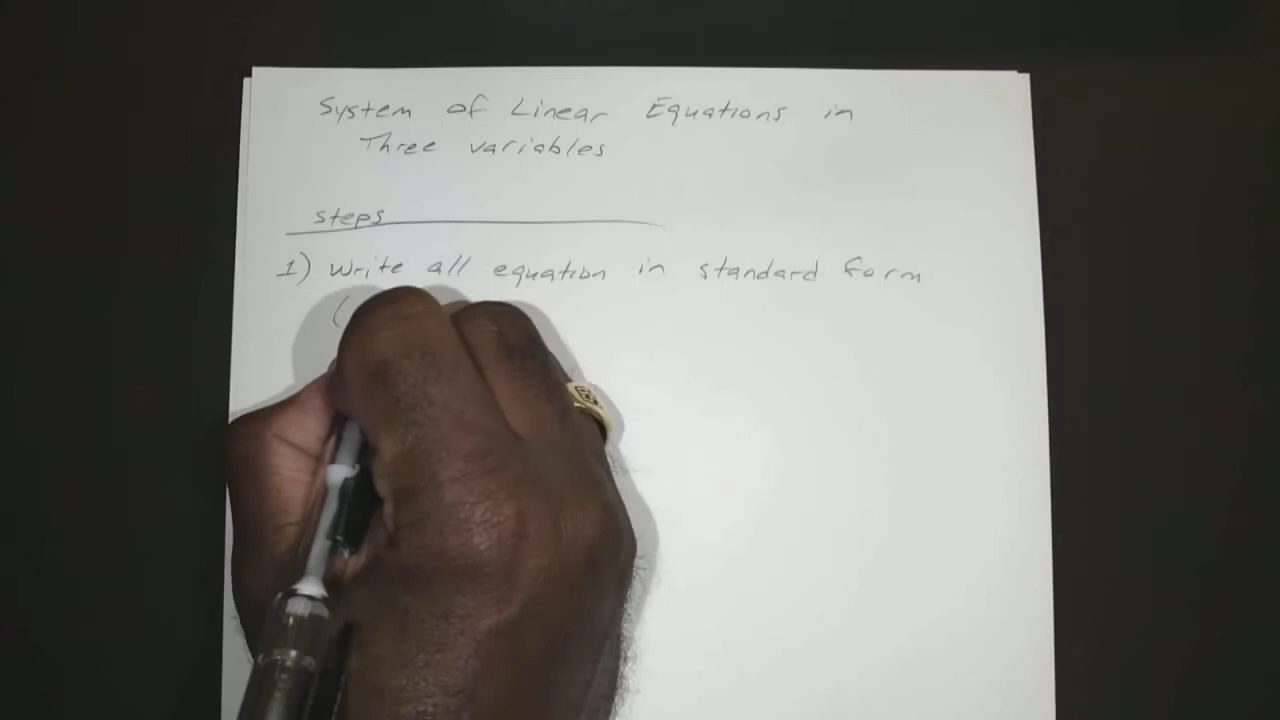 System of Linear Equations in
Three variables
steps
1) Write all equation in standard form
(